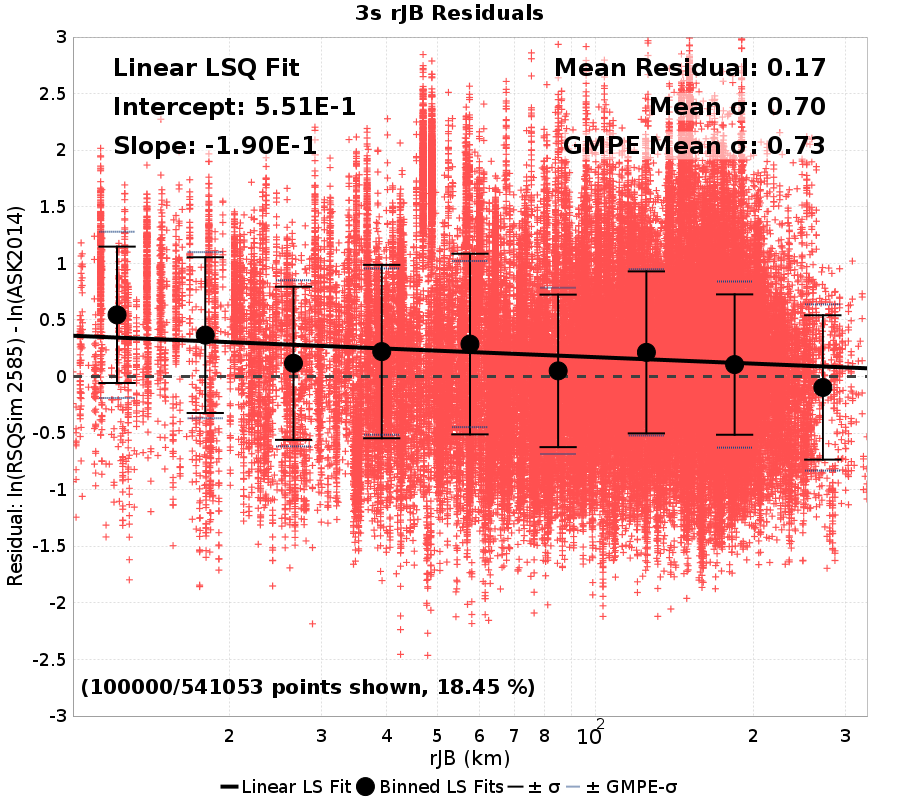 3s rJB Residuals
Linear LSQ Fit
Intercept: 5.51E-1
Slope: -1.90E-1
Mean Residual: 0.17
Mean σ: 0.70
GMPE Mean σ: 0.73
Residual: ln(RSQSim 2585) - ln(ASK2014)
3
2.5
2
1.5
1
0.5
0
-0.5
-1
-1.5
-2
-2.5
-3
(100000/541053 points shown, 18.45 %)
2 3 4 5 6 7 8 10² 2 3
rJB (km)
Linear LS Fit Binned LS Fits ± σ ± GMPE-σ